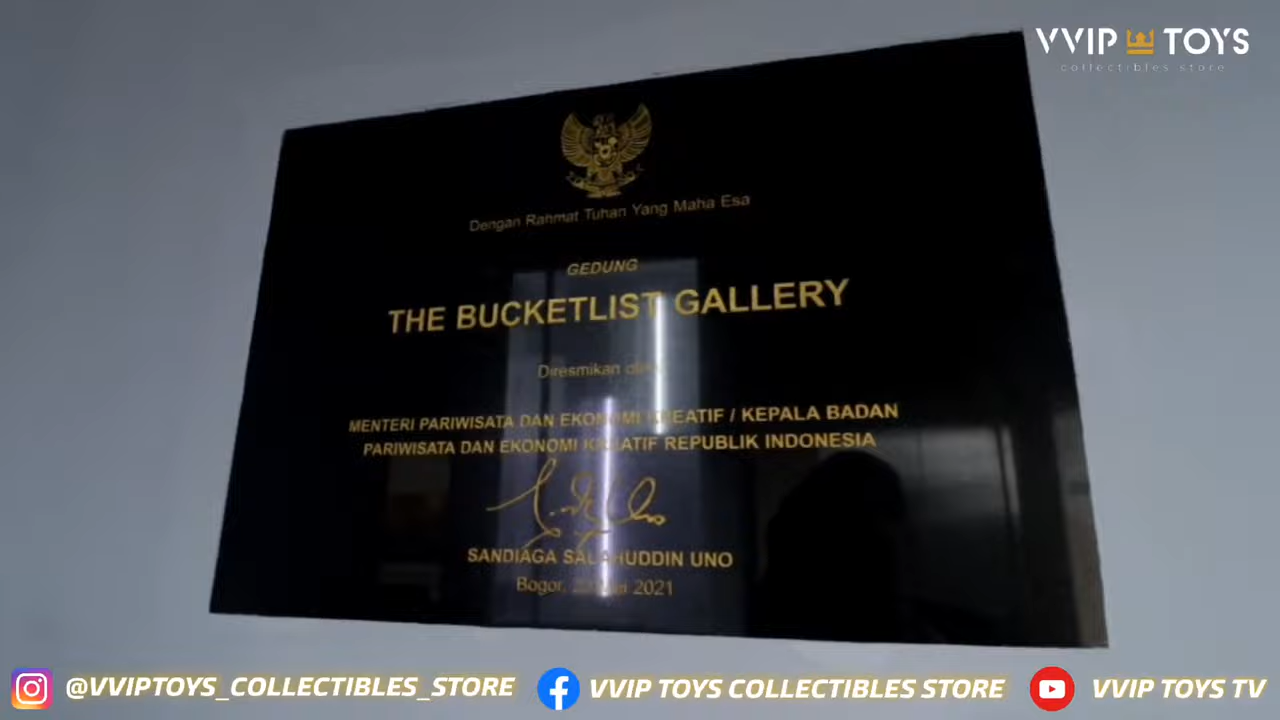 VVIP TOYS
collectibles store
Dengan Rahmat Tuhan Yang Maha Esa
GEDUNG
THE BUCKETLIST GALLERY
Diresmikan oleh
MENTERI PARIWISATA DAN EKONOMI KREATIF / KEPALA BADAN
PARIWISATA DAN EKONOMI KREATIF REPUBLIK INDONESIA
SANDIAGA SALAHUDDIN UNO
Bogor, 2021
@VVIPTOYS_COLLECTIBLES_STORE
VVIP TOYS COLLECTIBLES STORE
VVIP TOYS TV